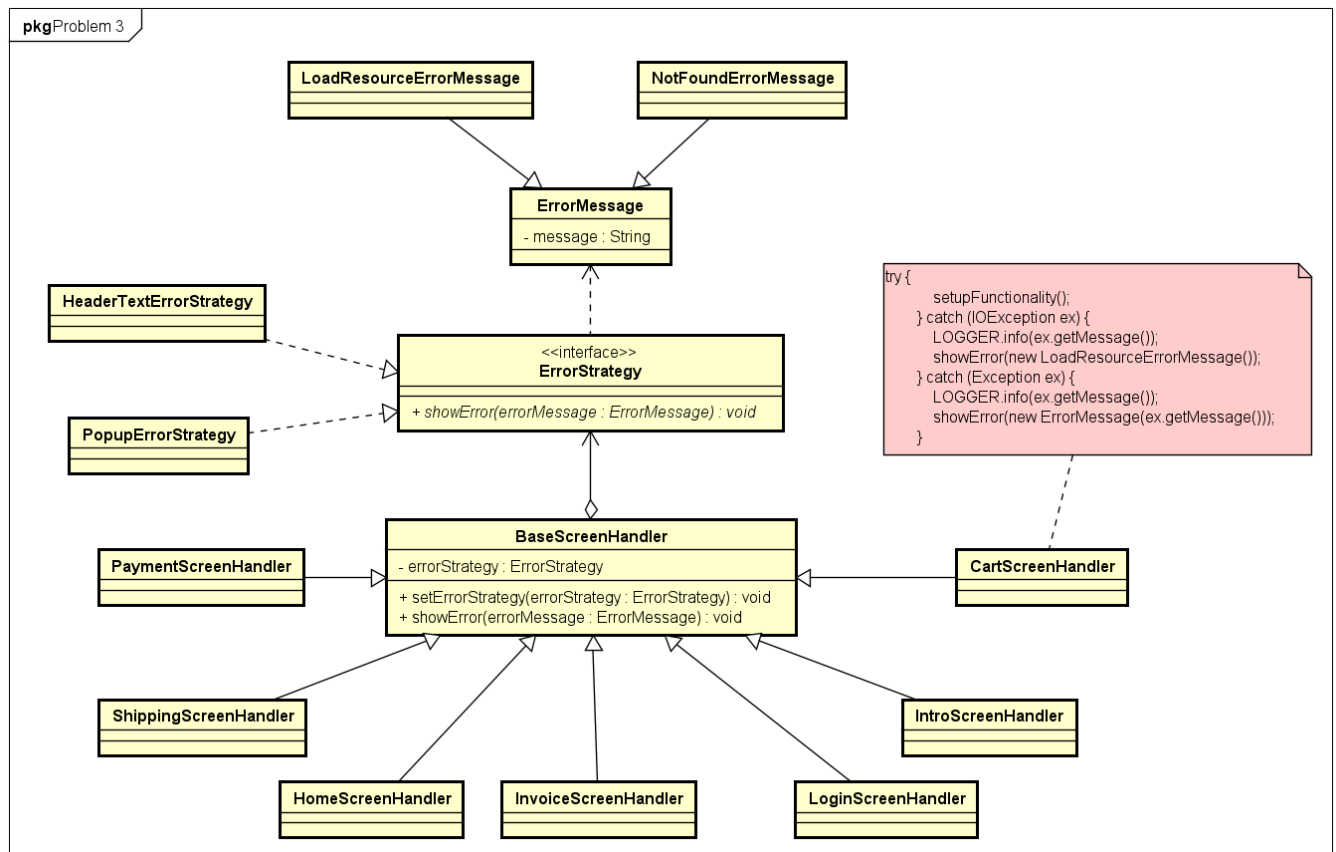 pkg Problem 3
LoadResourceErrorMessage
NotFoundErrorMessage
ErrorMessage
- message : String
HeaderTextErrorStrategy
<<interface>>
ErrorStrategy
+ showError(errorMessage : ErrorMessage) : void
PopupErrorStrategy
try {
setupFunctionality();
} catch (IOException ex) {
LOGGER.info(ex.getMessage());
showError(new LoadResourceErrorMessage());
} catch (Exception ex) {
LOGGER.info(ex.getMessage());
showError(new ErrorMessage(ex.getMessage()));
}
BaseScreenHandler
- errorStrategy : ErrorStrategy
+ setErrorStrategy(errorStrategy : ErrorStrategy) : void
+ showError(errorMessage : ErrorMessage) : void
PaymentScreenHandler
CartScreenHandler
ShippingScreenHandler
IntroScreenHandler
HomeScreenHandler
InvoiceScreenHandler
LoginScreenHandler